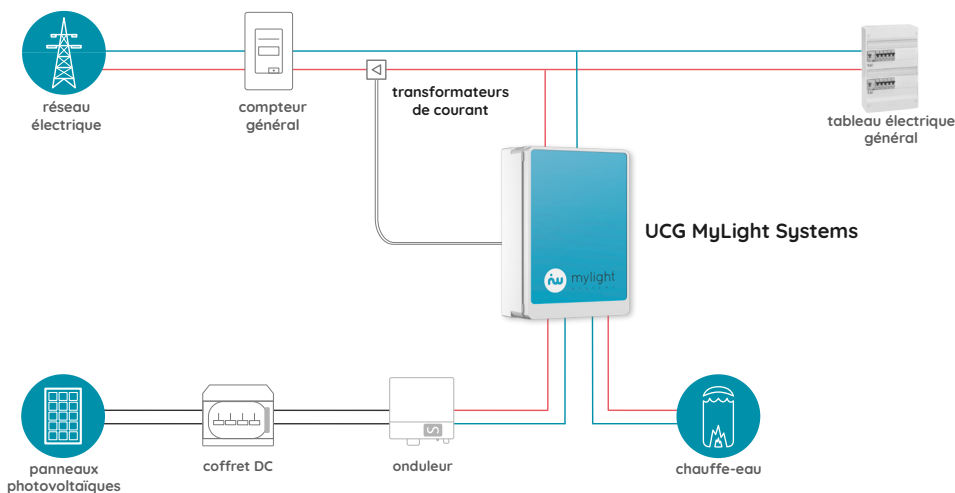 réseau
électrique
compteur
général
transformateurs
de courant
tableau électrique
général
UCG MyLight Systems
mylight
SYSTEMS
panneaux
photovoltaïques
coffret DC
onduleur
chauffe-eau